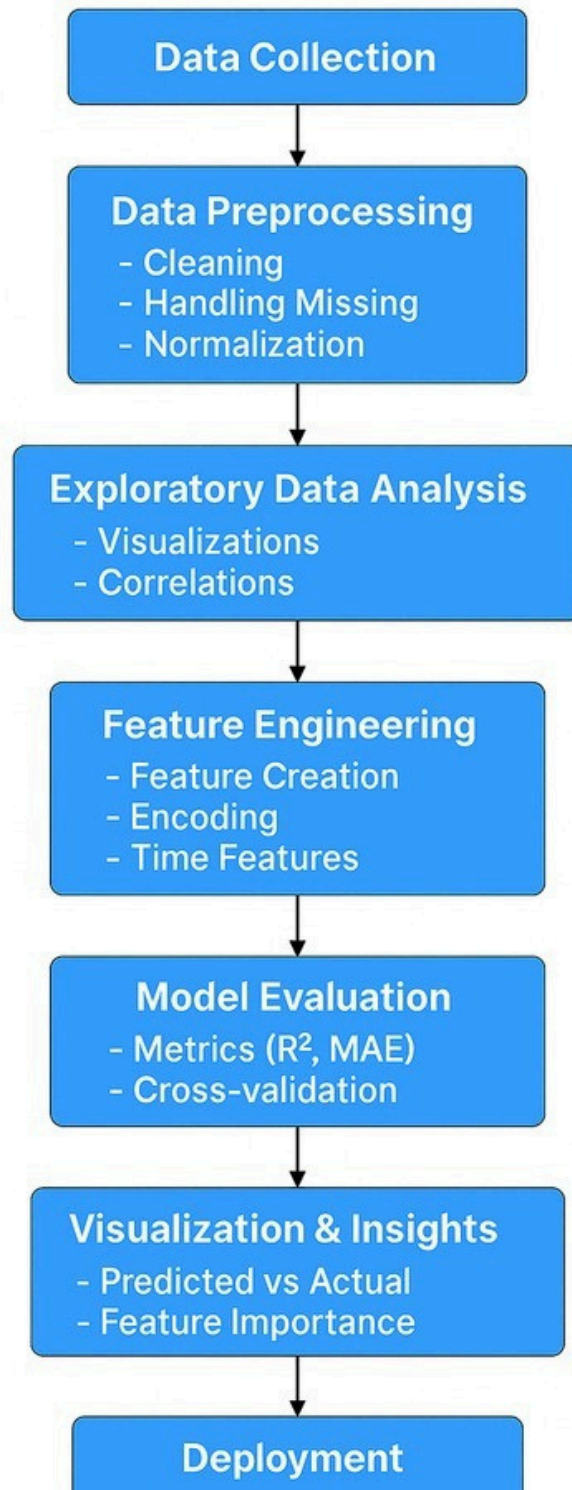 Data Collection
Data Preprocessing
- Cleaning
- Handling Missing
- Normalization
Exploratory Data Analysis
- Visualizations
- Correlations
Feature Engineering
- Feature Creation
- Encoding
- Time Features
Model Evaluation
- Metrics (R², MAE)
- Cross-validation
Visualization & Insights
- Predicted vs Actual
- Feature Importance
Deployment